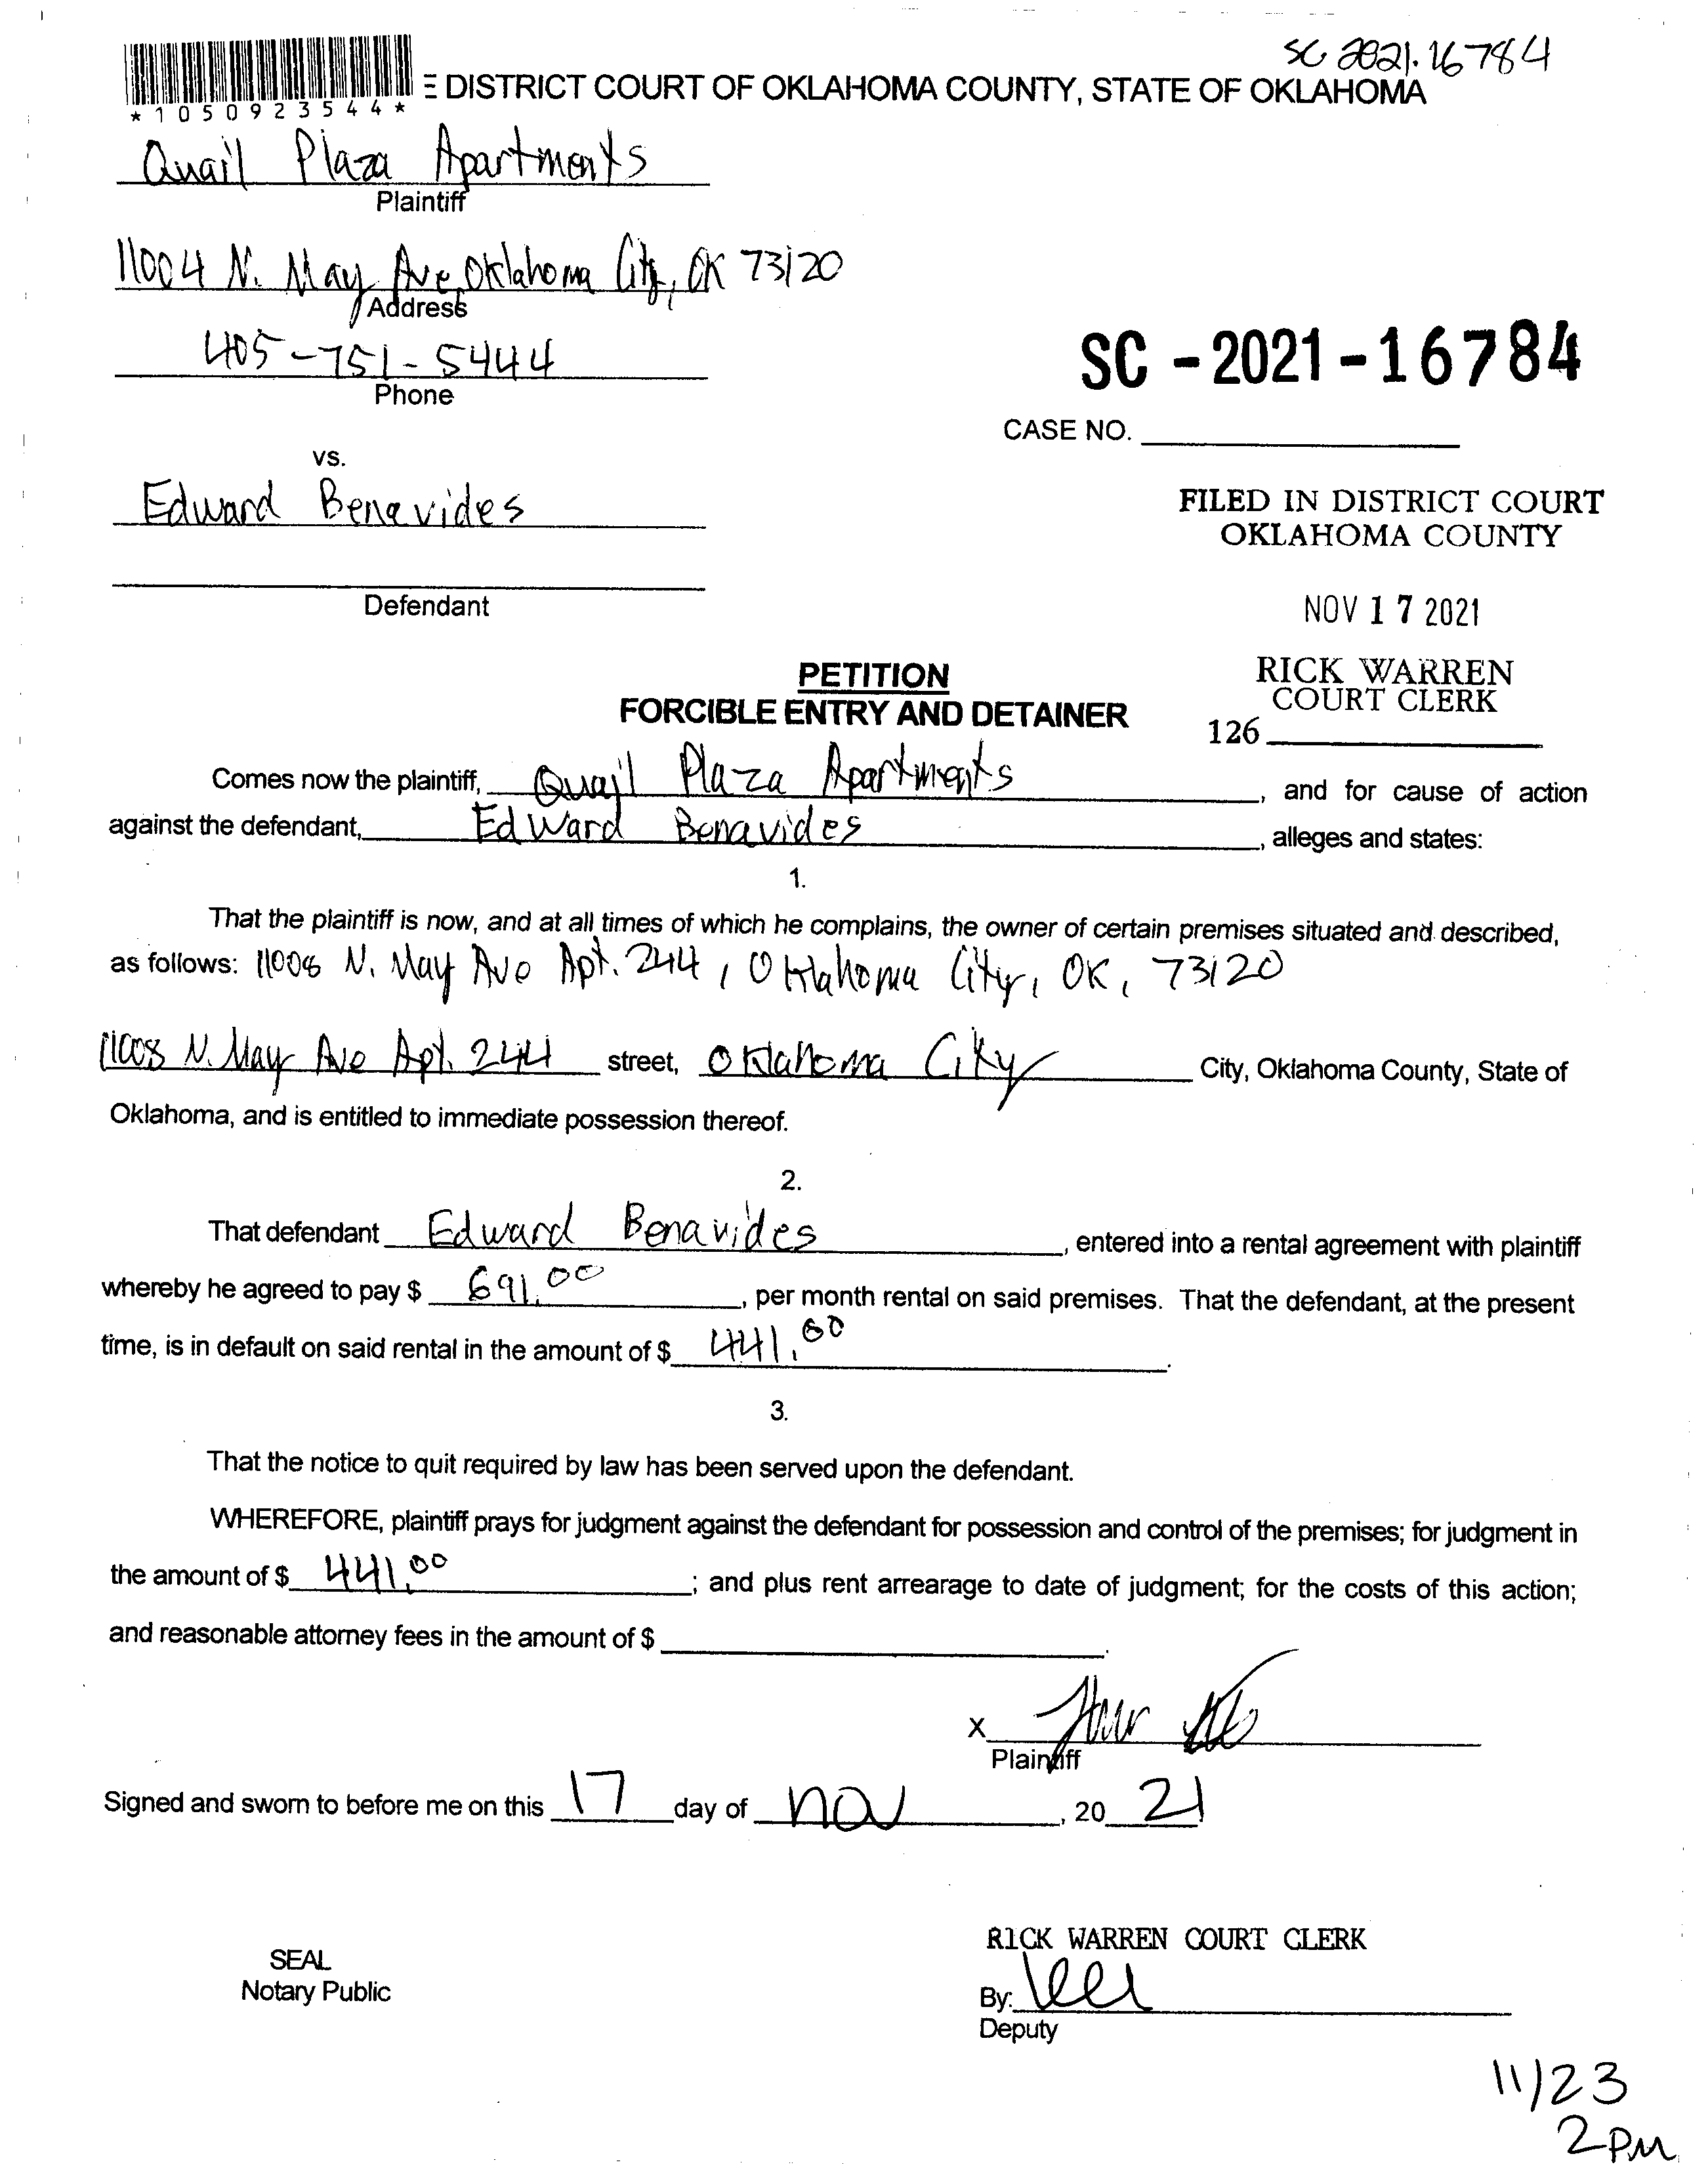 SC 2021-16784
E DISTRICT COURT OF OKLAHOMA COUNTY, STATE OF OKLAHOMA
*1050923544*
Quail Plaza Apartments
Plaintiff
11004 N. May Ave, Oklahoma City, OK 73120
Address
405-751-5444
Phone
SC -2021-16784
CASE NO.
vs.
Edward Benavides
FILED IN DISTRICT COURT
OKLAHOMA COUNTY
Defendant
NOV 17 2021
PETITION
FORCIBLE ENTRY AND DETAINER
RICK WARREN
COURT CLERK
126
Comes now the plaintiff, Quail Plaza Apartments, and for cause of action
against the defendant, Edward Benavides, alleges and states:
1.
That the plaintiff is now, and at all times of which he complains, the owner of certain premises situated and described,
as follows: 11008 N. May Ave Apt. 244, Oklahoma City, OK, 73120
11008 N. May Ave Apt. 244 street, Oklahoma City City, Oklahoma County, State of
Oklahoma, and is entitled to immediate possession thereof.
2.
That defendant Edward Benavides, entered into a rental agreement with plaintiff
whereby he agreed to pay $ 691.00, per month rental on said premises. That the defendant, at the present
time, is in default on said rental in the amount of $ 441.00.
3.
That the notice to quit required by law has been served upon the defendant.
WHEREFORE, plaintiff prays for judgment against the defendant for possession and control of the premises; for judgment in
the amount of $ 441.00; and plus rent arrearage to date of judgment; for the costs of this action;
and reasonable attorney fees in the amount of $ .
X
Plaintiff
Signed and sworn to before me on this 17 day of nov, 20 21
RICK WARREN COURT CLERK
SEAL
Notary Public
By:
Deputy
11/23
2PM